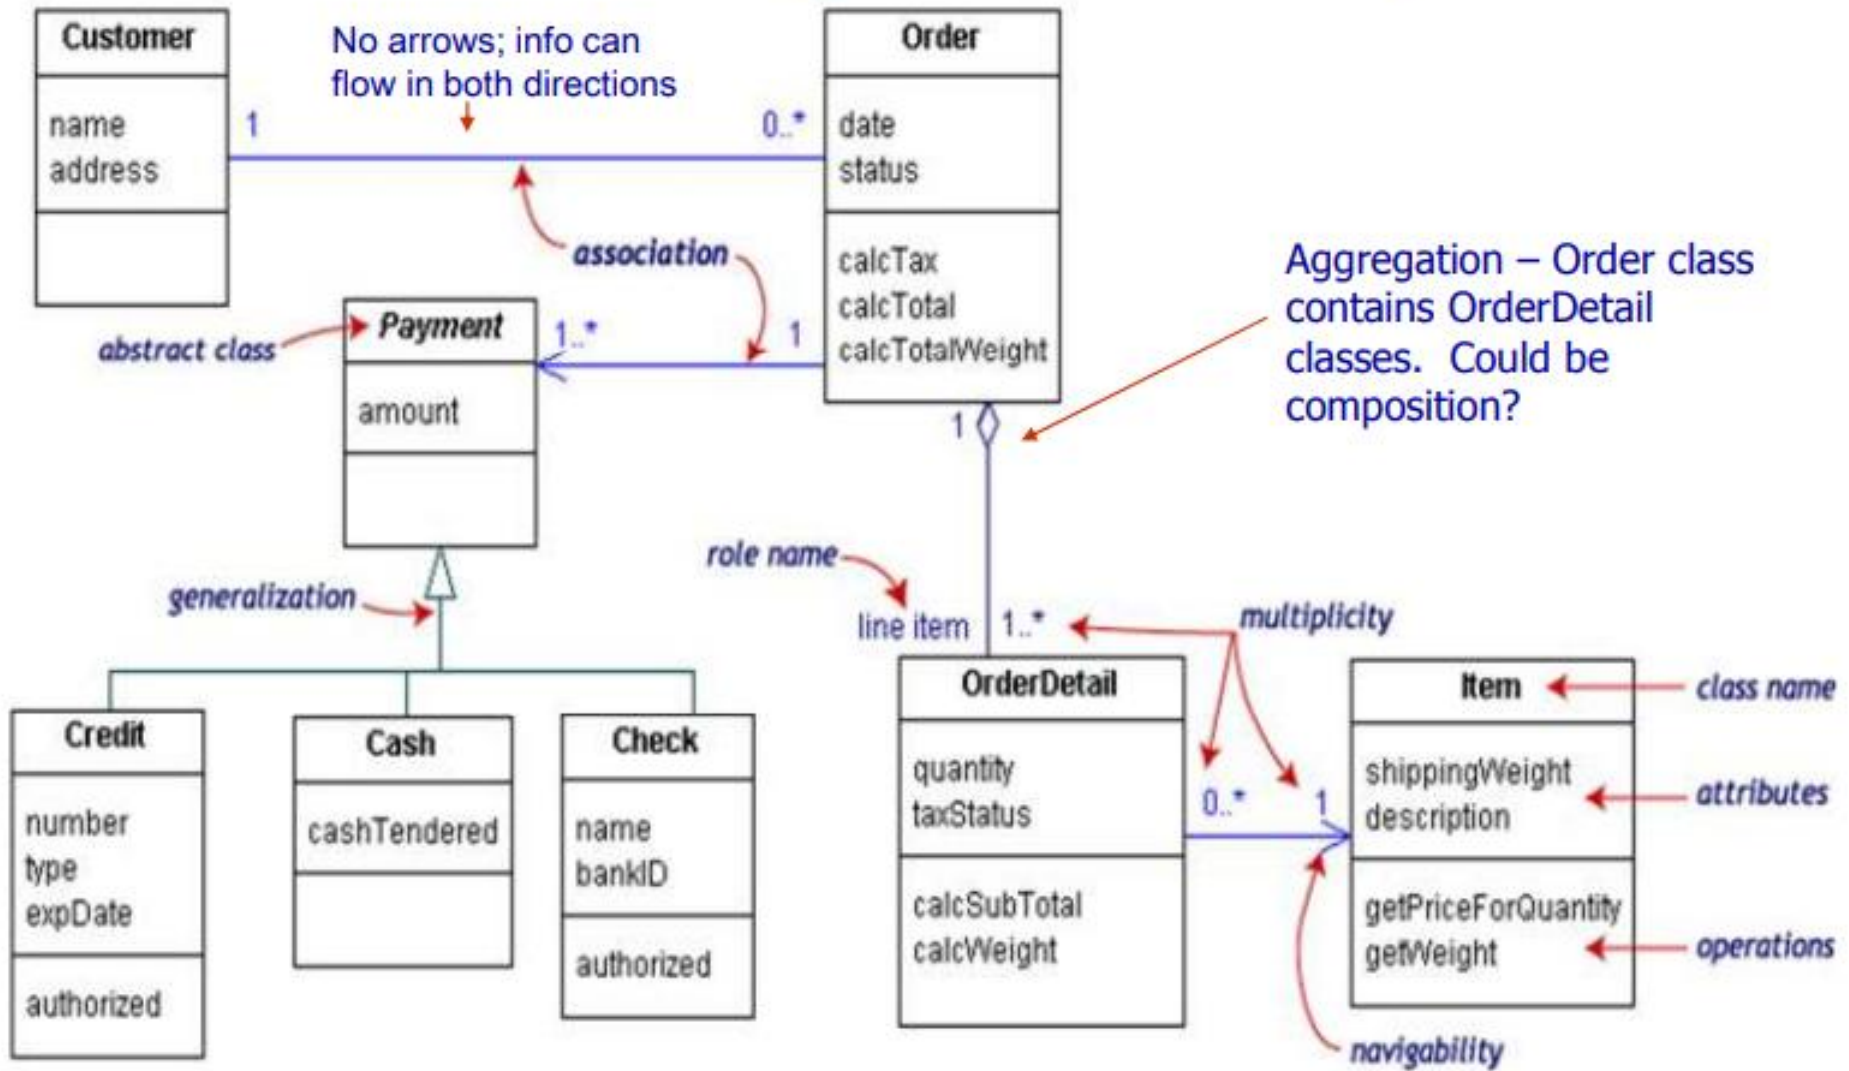 Customer
name
address
No arrows; info can
flow in both directions
1
0..*
association
Order
date
status
calcTax
calcTotal
calcTotalWeight
abstract class
Payment
amount
1..*
1
Aggregation – Order class
contains OrderDetail
classes. Could be
composition?
1
generalization
role name
line item
1..*
multiplicity
Credit
number
type
expDate
authorized
Cash
cashTendered
Check
name
bankID
authorized
OrderDetail
quantity
taxStatus
calcSubTotal
calcWeight
0..*
1
Item
shippingWeight
description
getPriceForQuantity
getWeight
class name
attributes
operations
navigability